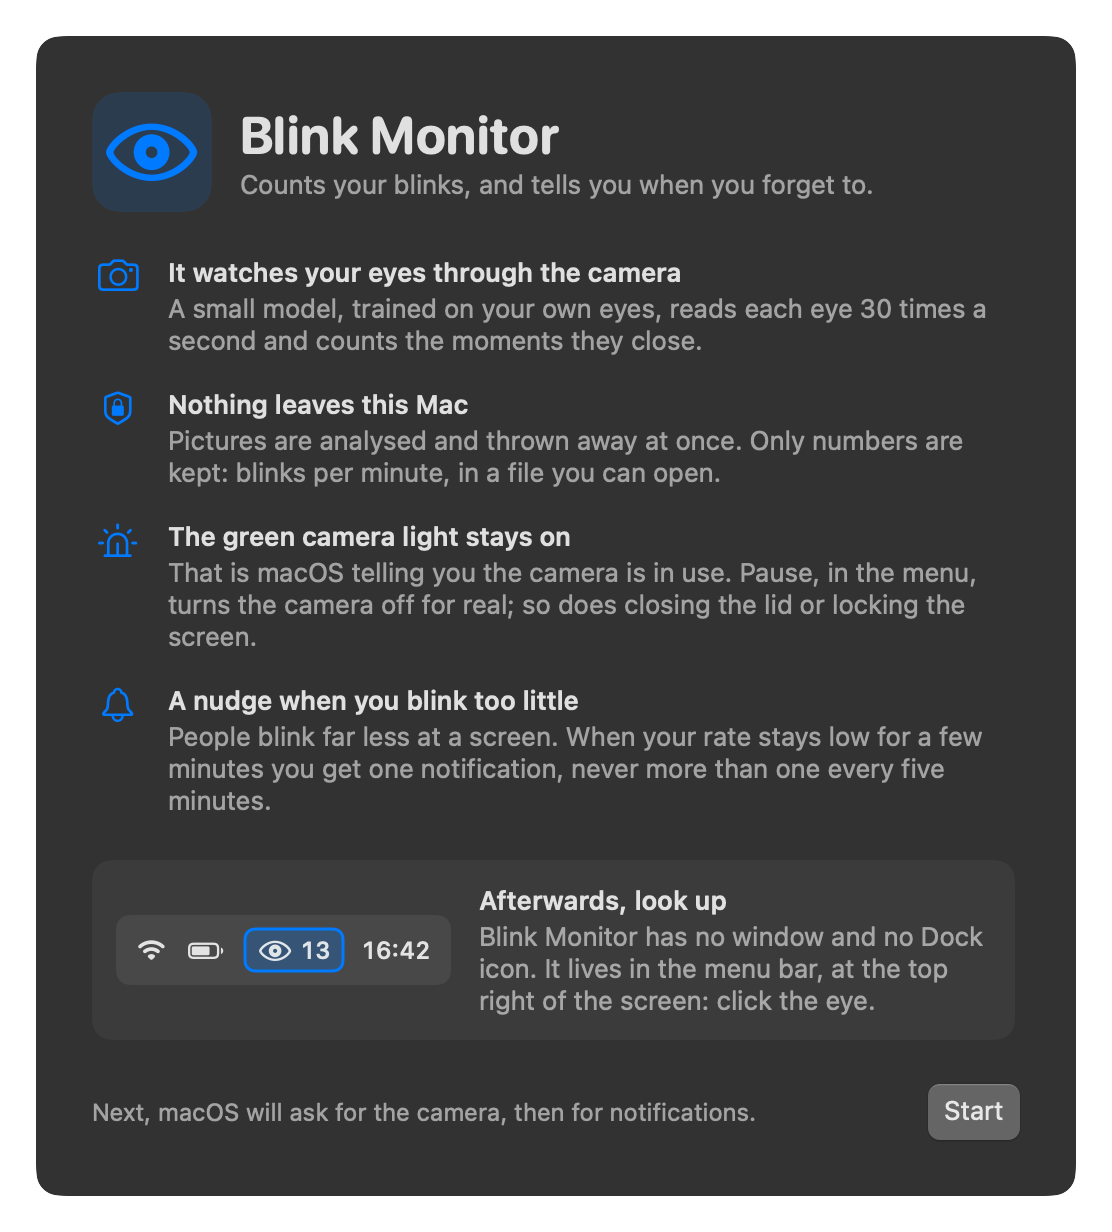 Blink Monitor
Counts your blinks, and tells you when you forget to.
It watches your eyes through the camera
A small model, trained on your own eyes, reads each eye 30 times a
second and counts the moments they close.
Nothing leaves this Mac
Pictures are analysed and thrown away at once. Only numbers are
kept: blinks per minute, in a file you can open.
The green camera light stays on
That is macOS telling you the camera is in use. Pause, in the menu,
turns the camera off for real; so does closing the lid or locking the
screen.
A nudge when you blink too little
People blink far less at a screen. When your rate stays low for a few
minutes you get one notification, never more than one every five
minutes.
13 16:42
Afterwards, look up
Blink Monitor has no window and no Dock
icon. It lives in the menu bar, at the top
right of the screen: click the eye.
Next, macOS will ask for the camera, then for notifications.
Start